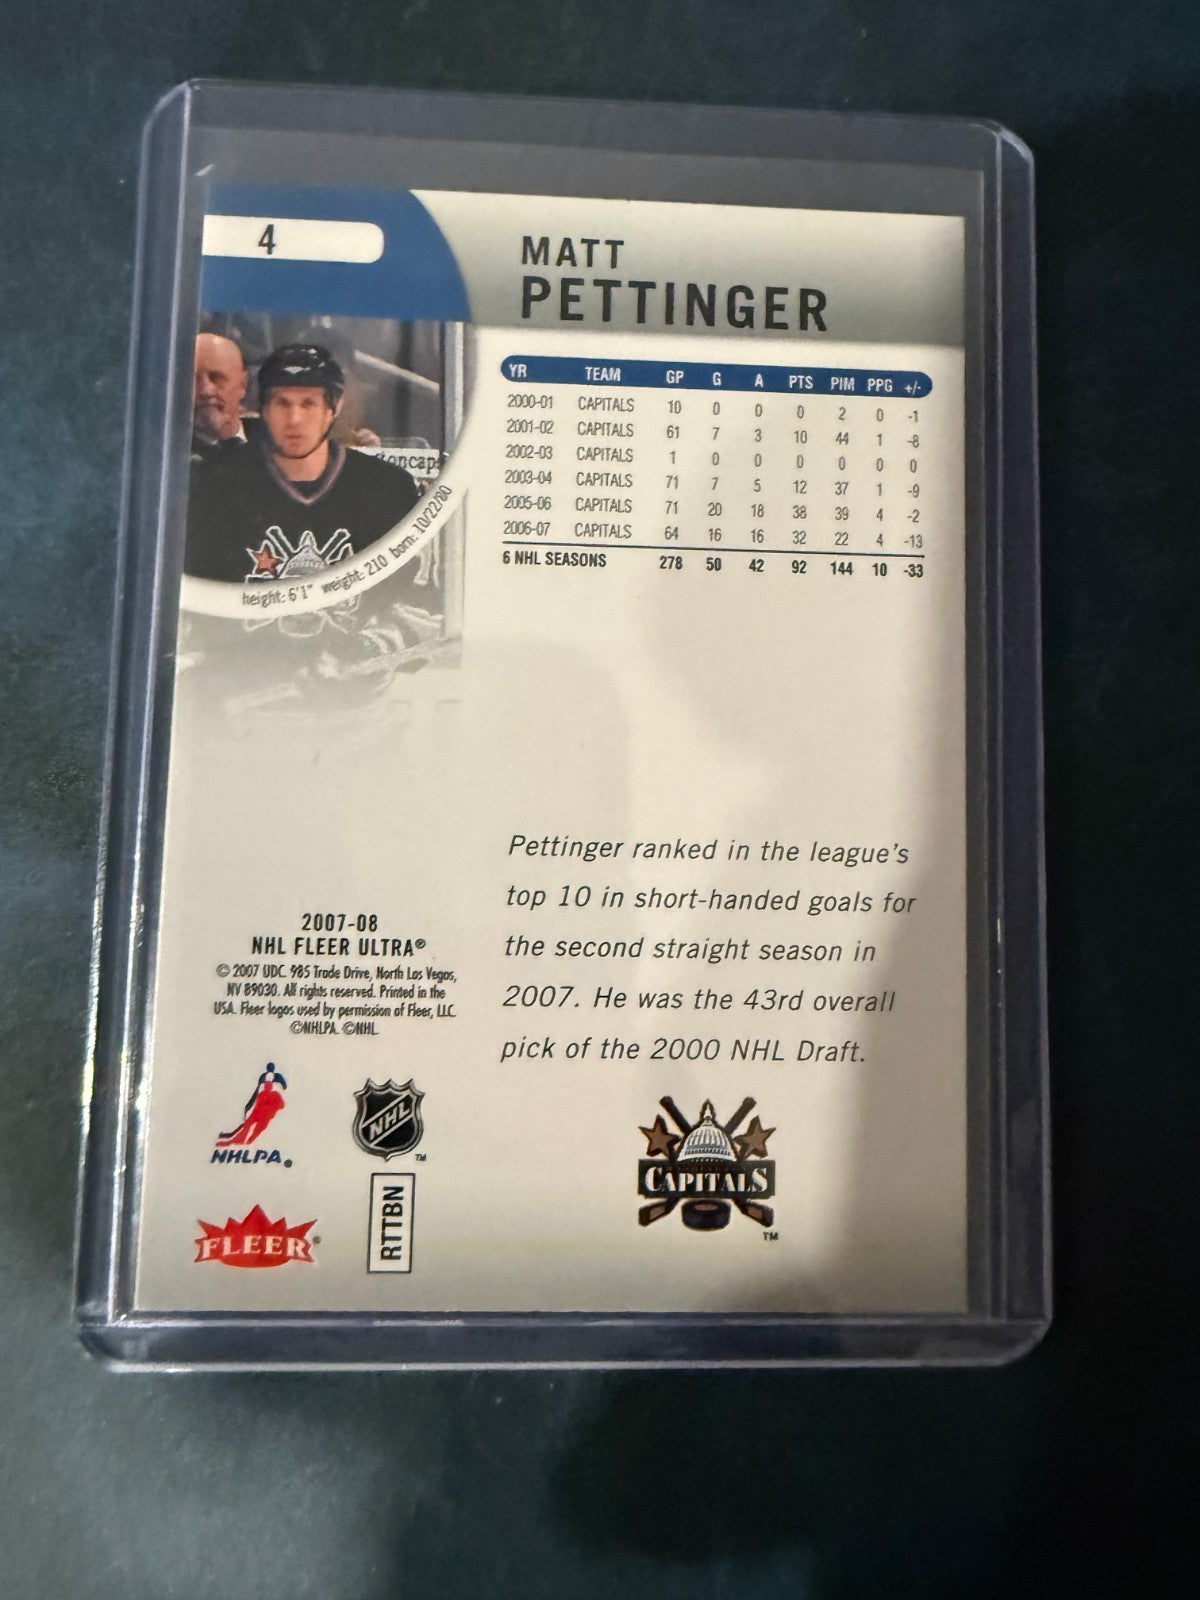 4
MATT
PETTINGER
YR TEAM GP G A PTS PIM PPG +/-
2000-01 CAPITALS 10 0 0 0 2 0 -1
2001-02 CAPITALS 61 7 3 10 44 1 -8
2002-03 CAPITALS 1 0 0 0 0 0 0
2003-04 CAPITALS 71 7 5 12 37 1 -9
2005-06 CAPITALS 71 20 18 38 39 4 -2
2006-07 CAPITALS 64 16 16 32 22 4 -13
6 NHL SEASONS 278 50 42 92 144 10 -33
oncap
height: 6'1" weight: 210 born: 10/22/80
Pettinger ranked in the league's
top 10 in short-handed goals for
the second straight season in
2007. He was the 43rd overall
pick of the 2000 NHL Draft.
2007-08
NHL FLEER ULTRA®
© 2007 UDC. 985 Trade Drive, North Las Vegas,
NV 89030. All rights reserved. Printed in the
USA. Fleer logos used by permission of Fleer, LLC.
©NHLPA. ©NHL.
NHLPA®
NHL™
FLEER®
RTTBN
CAPITALS™